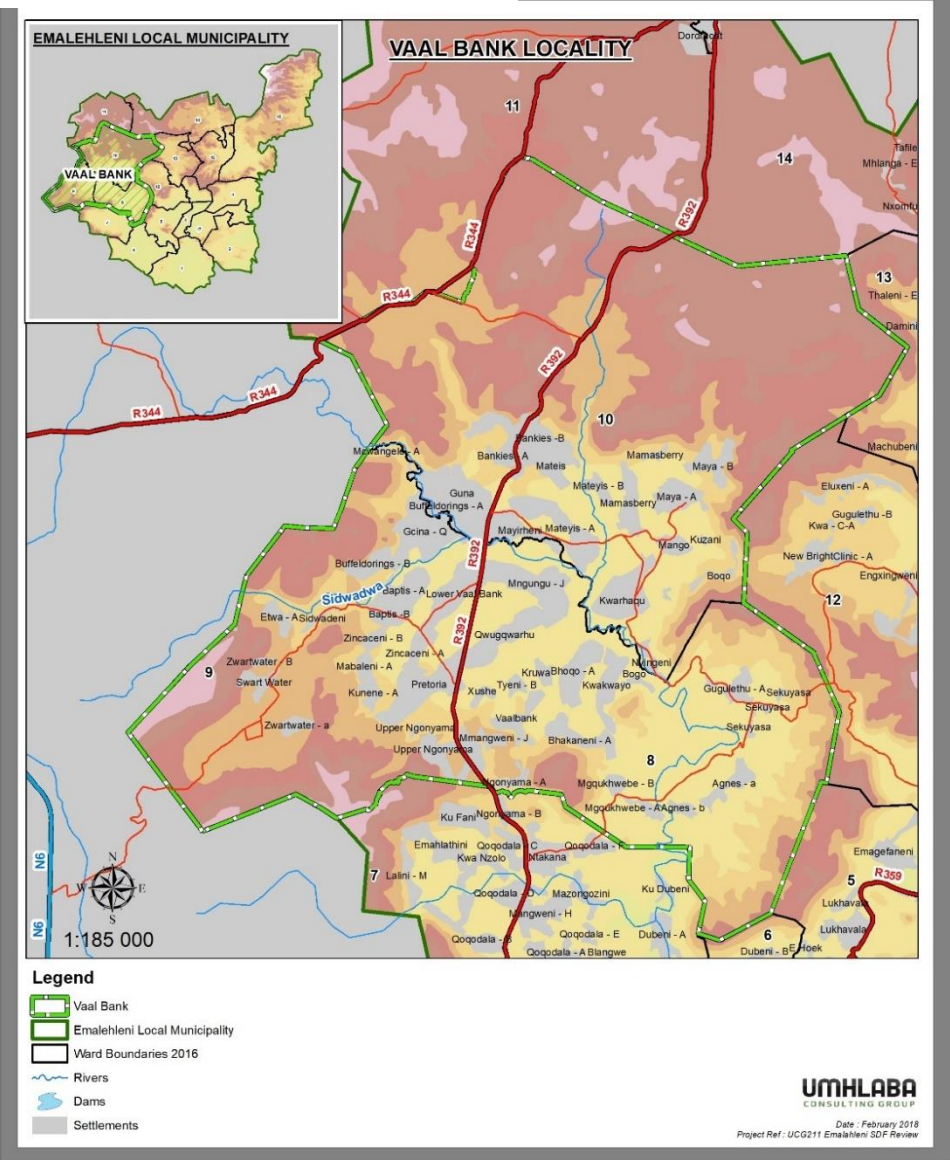 EMALEHLENI LOCAL MUNICIPALITY
VAAL BANK
VAAL BANK LOCALITY
Dordrecht
11
14
Tafile
Mhlanga - E
Nxomfu
R392
R344
13
Thaleni - E
Damini
R344
R392
R344
R344
10
Bankies -B
Mcwangele - A
Bankies - A
Mateis
Mamasberry
Maya - B
Machubeni
Guna
Mateyis - B
Maya - A
Eluxeni - A
Buffeldorings - A
Mamasberry
Gugulethu -B
Kwa - C-A
Gcina - Q
Mayirheni
Mateyis - A
Mango
Kuzani
R392
New BrightClinic - A
Buffeldorings - B
Mngungu - J
Boqo
Engxingweni
Sidwadwa
Baptis - A
Lower Vaal Bank
Kwarhaqu
12
Etwa - A
Sidwadeni
Baptis -B
R392
Zincaceni - B
Qwugqwarhu
Zincaceni - A
Zwartwater - B
Mabaleni - A
Nyingeni
9
Kruwa
Bhoqo - A
Bogo
Swart Water
Kunene - A
Pretoria
Xushe
Tyeni - B
Kwakwayo
Gugulethu - A
Sekuyasa
Sekuyasa
Zwartwater - a
Upper Ngonyama
Vaalbank
Sekuyasa
Mmangweni - J
Bhakaneni - A
Upper Ngonyama
8
Ngonyama - A
Mgqukhwebe - B
Agnes - a
Ku Fani
Ngonyama - B
Mgqukhwebe - A
Agnes - b
Emahlathini
Qoqodala - C
Kwa Nzolo
Ntakana
Emagefaneni
N6
7
Lalini - M
R359
5
Ku Dubeni
Mazongozini
Lukhavala
Mangweni - H
N6
Lukhavala
Qoqodala - E
Dubeni - A
6
Qoqodala - A
Blangwe
Dubeni - B
E Hoek
N
W
E
S
1:185 000
Legend
Vaal Bank
Emalehleni Local Municipality
Ward Boundaries 2016
Rivers
Dams
Settlements
UMHLABA
CONSULTING GROUP
Date : February 2018
Project Ref : UCG211 Emalahleni SDF Review